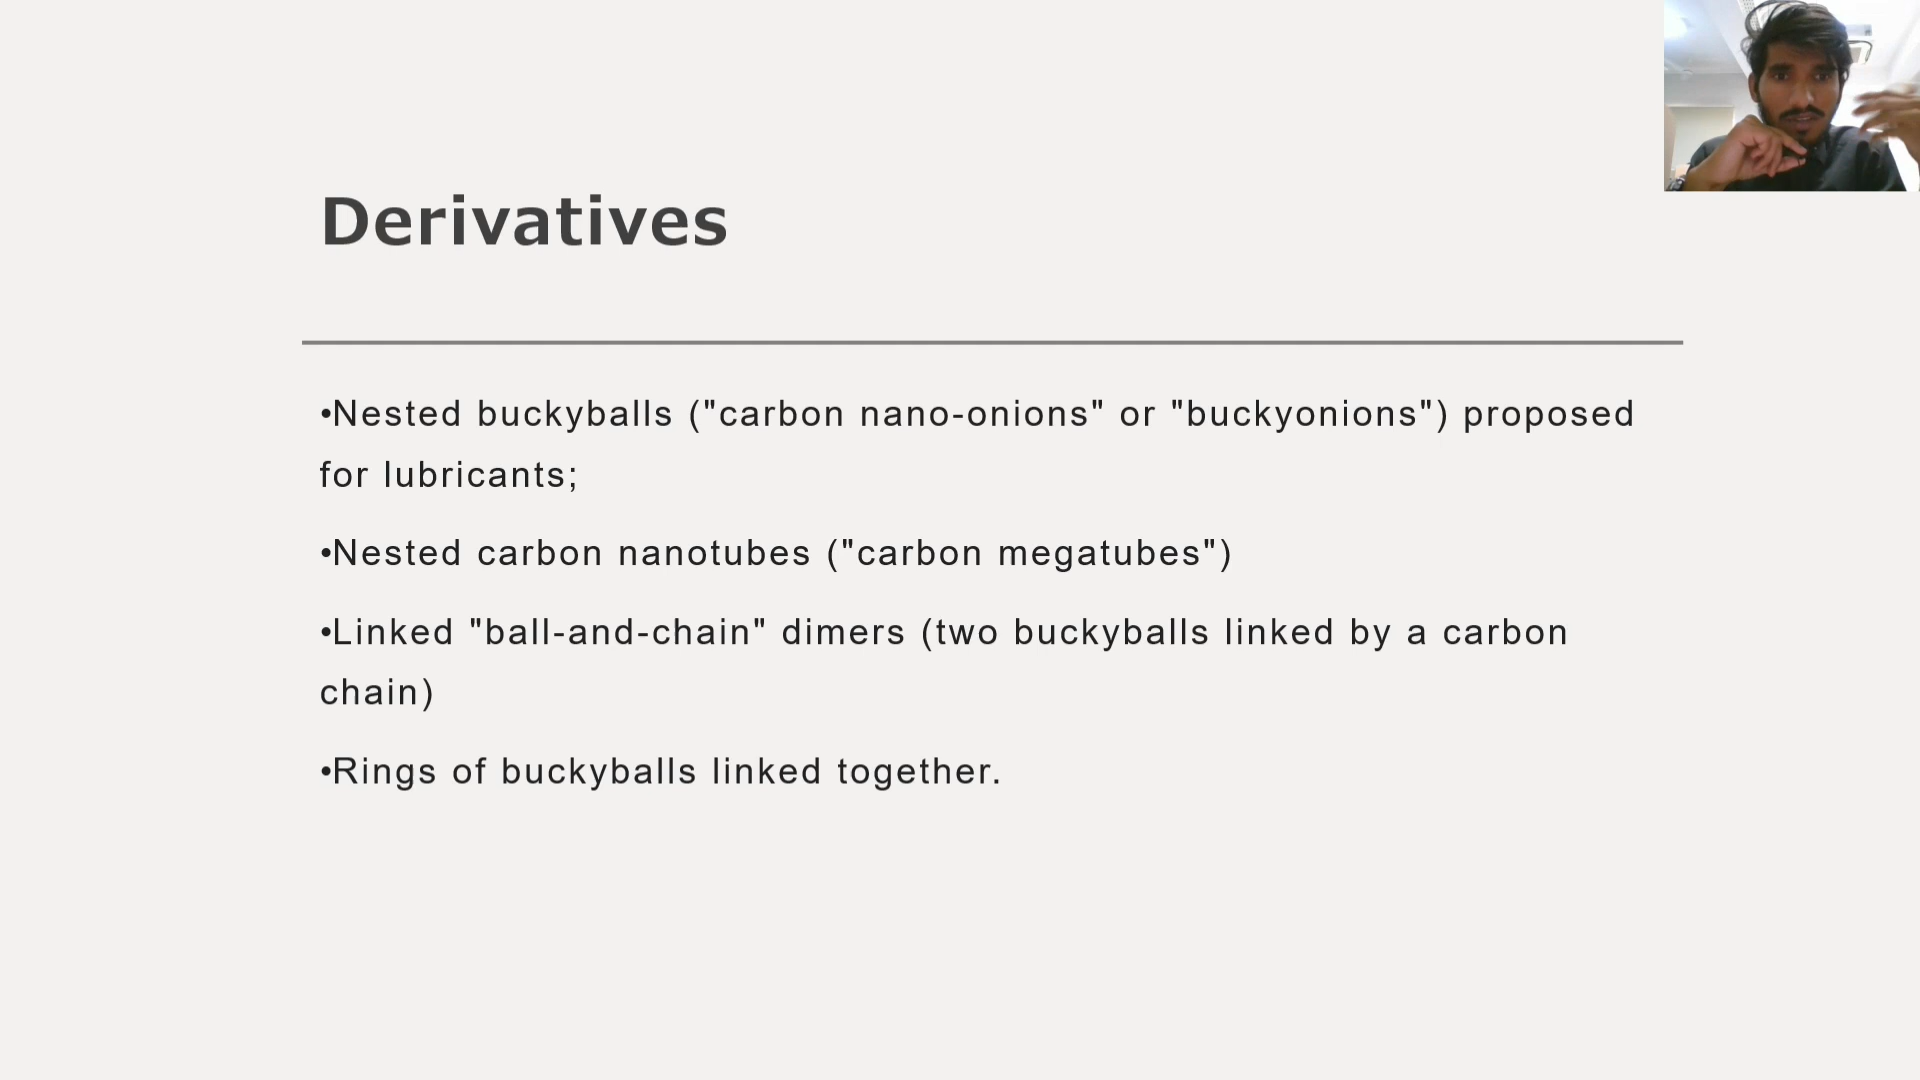 Derivatives
•Nested buckyballs ("carbon nano-onions" or "buckyonions") proposed
for lubricants;
•Nested carbon nanotubes ("carbon megatubes")
•Linked "ball-and-chain" dimers (two buckyballs linked by a carbon
chain)
•Rings of buckyballs linked together.